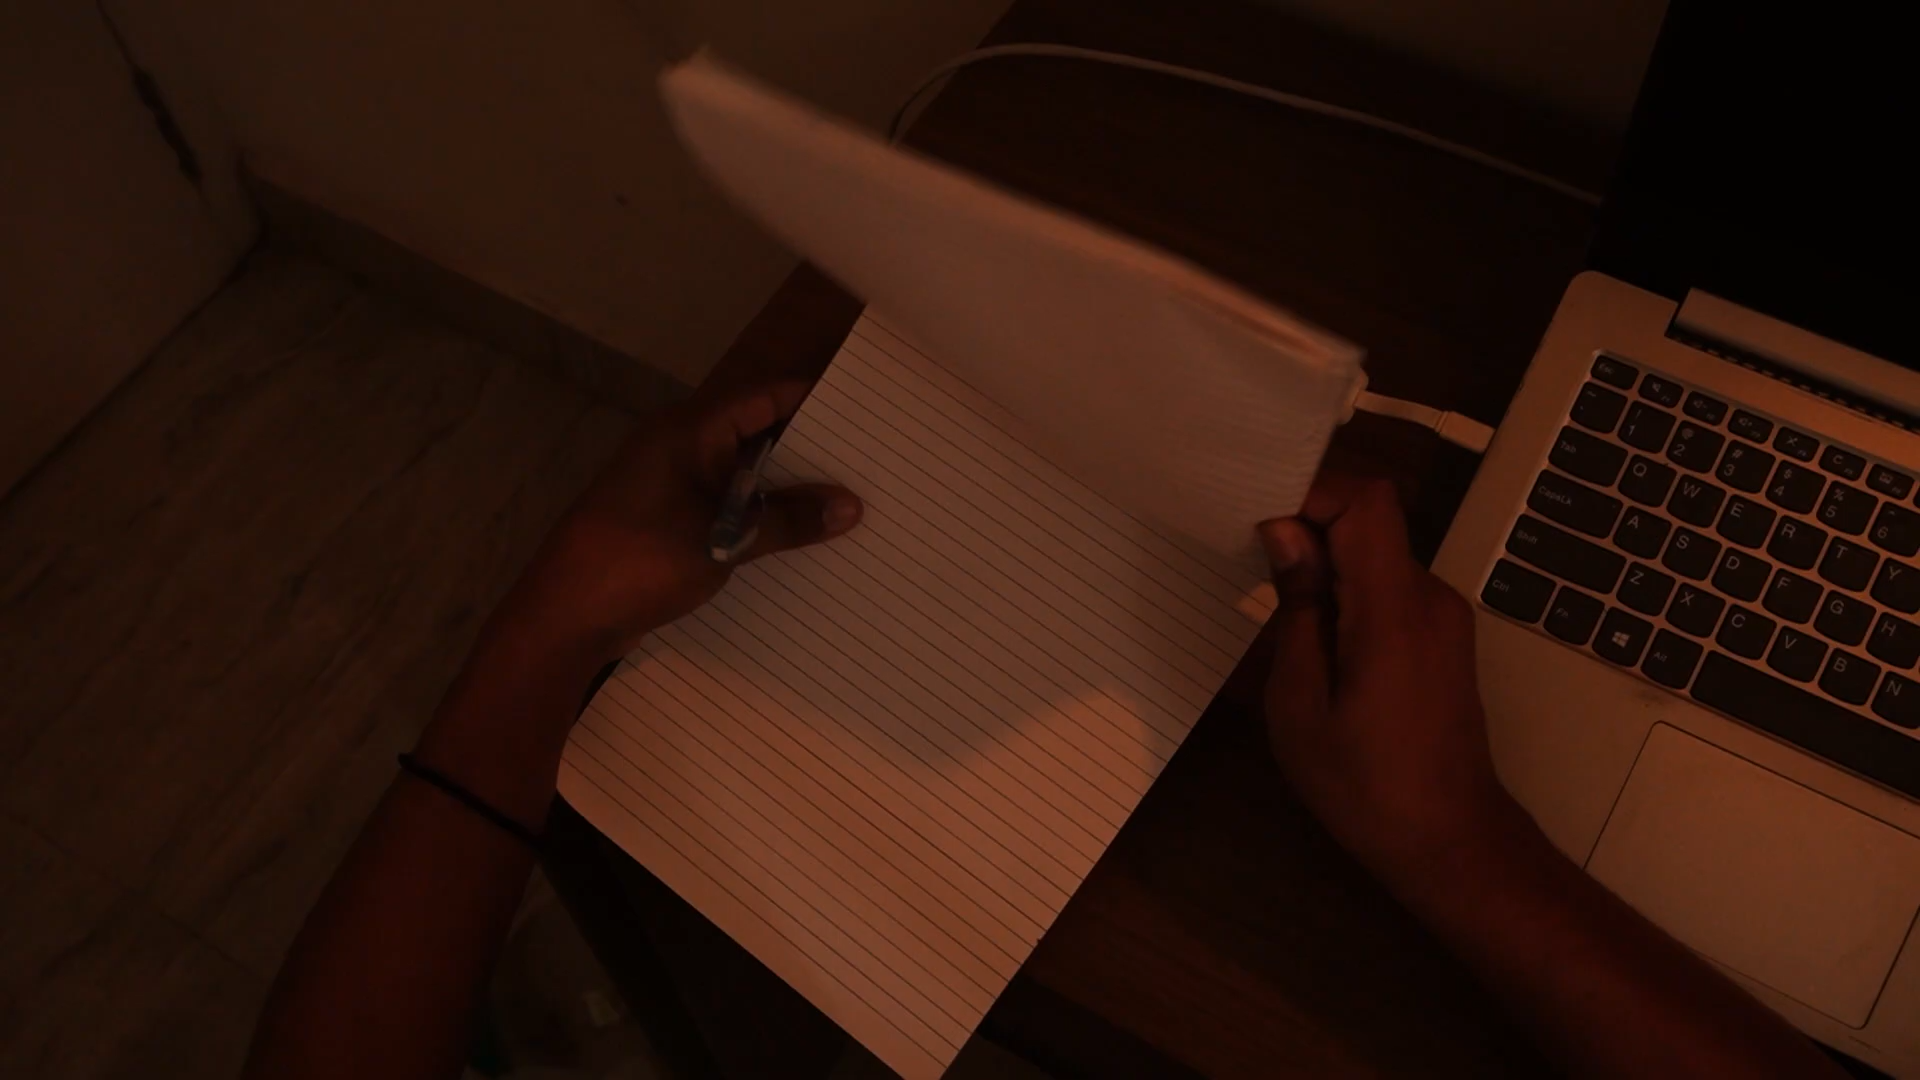 Esc
~ ! 1 @ 2 # 3 $ 4 % 5 ^ 6
Tab Q W E R T Y
CapsLk A S D F G H
Shift Z X C V B N
Ctrl Fn Alt